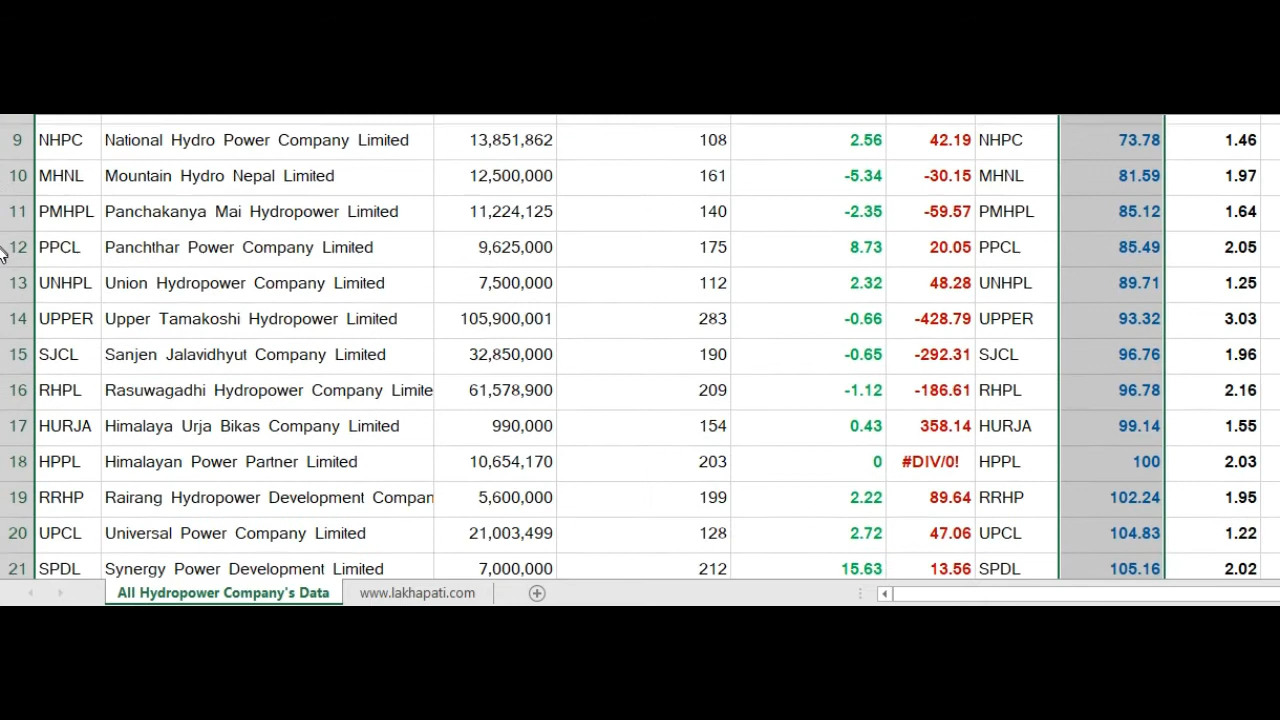 9 NHPC National Hydro Power Company Limited 13,851,862 108 2.56 42.19 NHPC 73.78 1.46
10 MHNL Mountain Hydro Nepal Limited 12,500,000 161 -5.34 -30.15 MHNL 81.59 1.97
11 PMHPL Panchakanya Mai Hydropower Limited 11,224,125 140 -2.35 -59.57 PMHPL 85.12 1.64
12 PPCL Panchthar Power Company Limited 9,625,000 175 8.73 20.05 PPCL 85.49 2.05
13 UNHPL Union Hydropower Company Limited 7,500,000 112 2.32 48.28 UNHPL 89.71 1.25
14 UPPER Upper Tamakoshi Hydropower Limited 105,900,001 283 -0.66 -428.79 UPPER 93.32 3.03
15 SJCL Sanjen Jalavidhyut Company Limited 32,850,000 190 -0.65 -292.31 SJCL 96.76 1.96
16 RHPL Rasuwagadhi Hydropower Company Limite 61,578,900 209 -1.12 -186.61 RHPL 96.78 2.16
17 HURJA Himalaya Urja Bikas Company Limited 990,000 154 0.43 358.14 HURJA 99.14 1.55
18 HPPL Himalayan Power Partner Limited 10,654,170 203 0 #DIV/0! HPPL 100 2.03
19 RRHP Rairang Hydropower Development Compan 5,600,000 199 2.22 89.64 RRHP 102.24 1.95
20 UPCL Universal Power Company Limited 21,003,499 128 2.72 47.06 UPCL 104.83 1.22
21 SPDL Synergy Power Development Limited 7,000,000 212 15.63 13.56 SPDL 105.16 2.02
All Hydropower Company's Data www.lakhapati.com